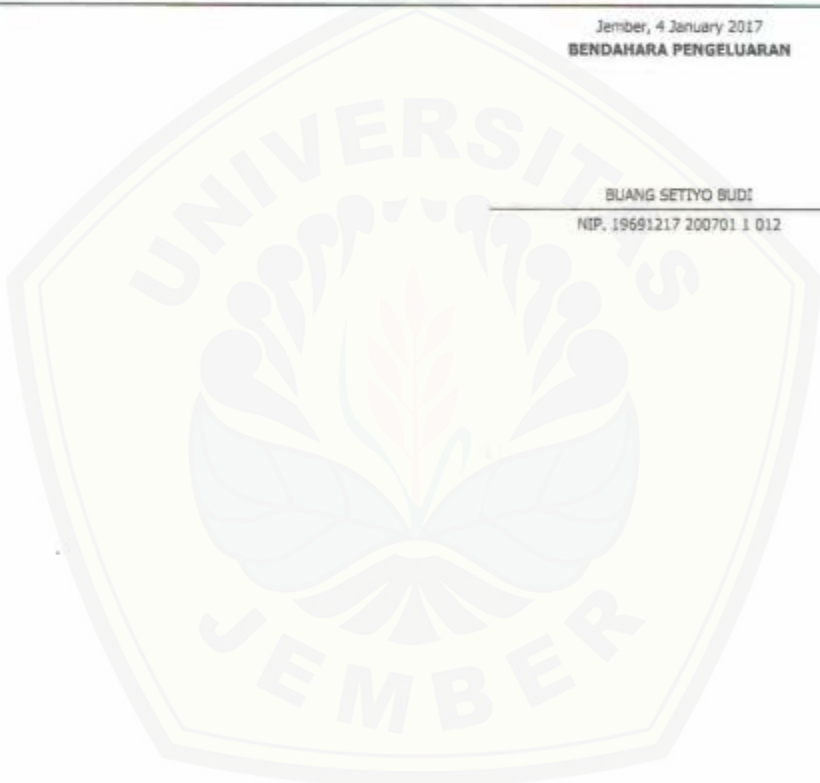 Jember, 4 January 2017
BENDAHARA PENGELUARAN
BUANG SETIYO BUDI
NIP. 19691217 200701 1 012
UNIVERSITAS
JEMBER